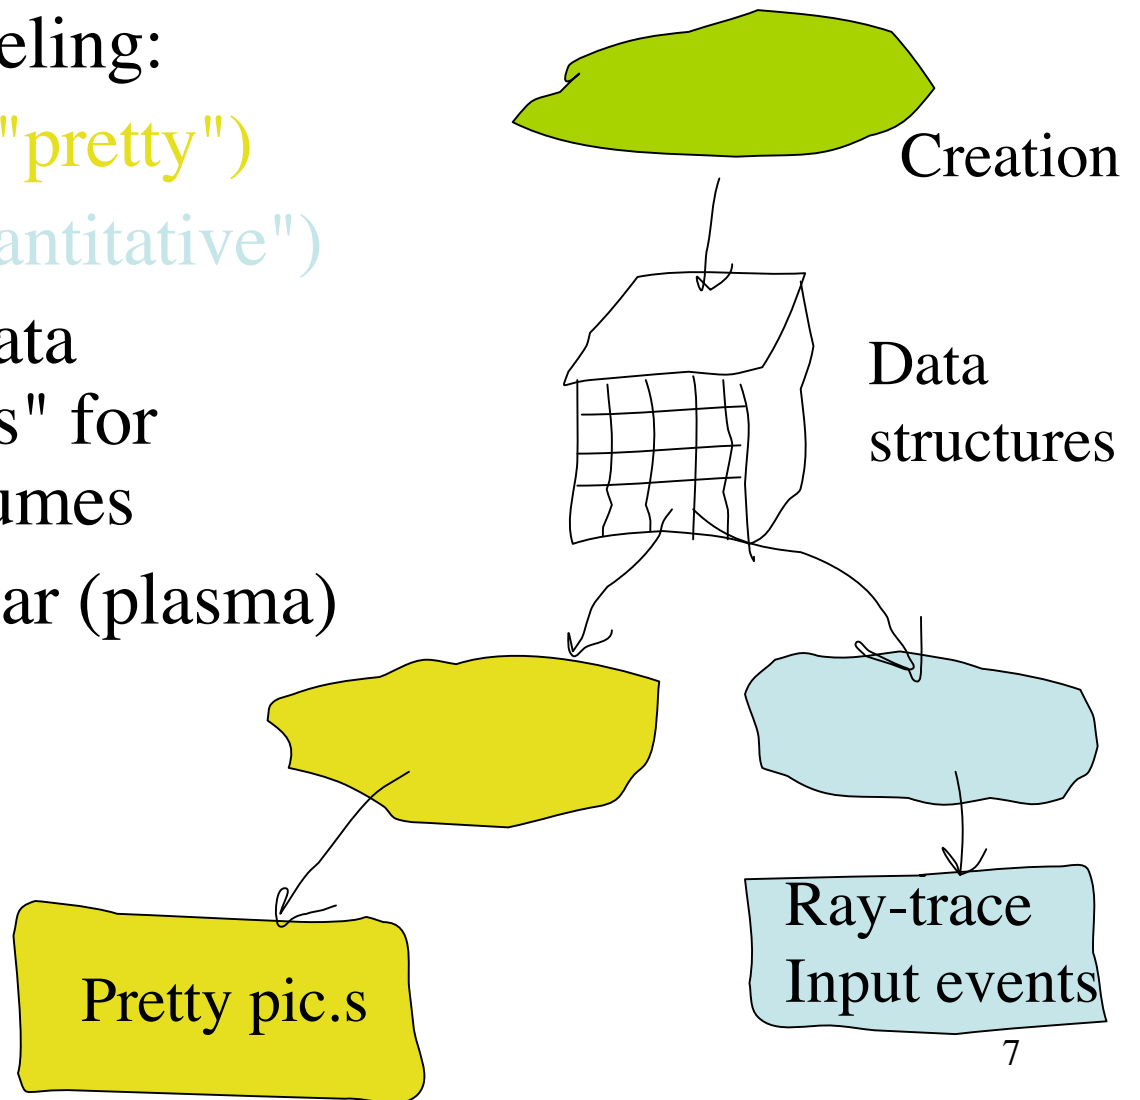 eling:
"pretty")
antitative")
ata
s" for
umes
ar (plasma)
Creation
Data
structures
Pretty pic.s
Ray-trace
Input events
7